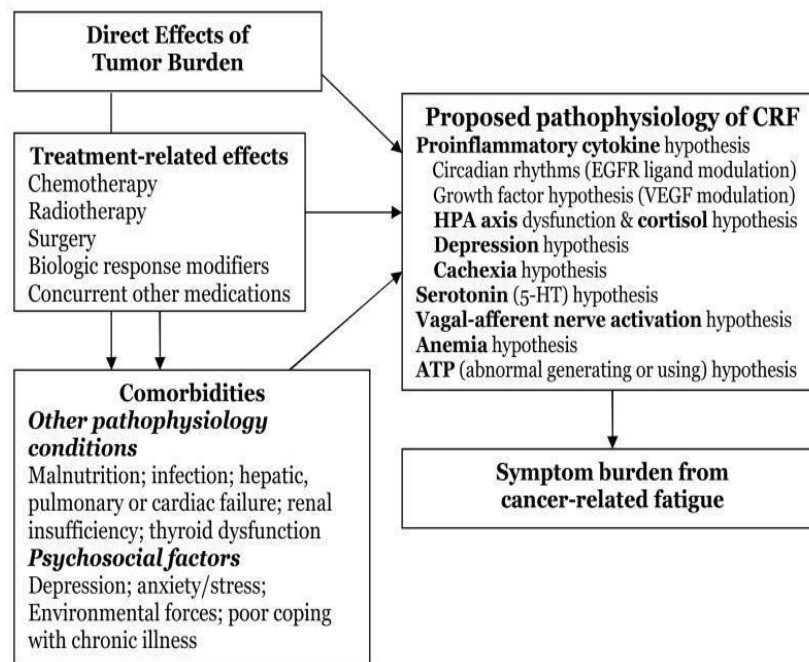 Direct Effects of
Tumor Burden
Treatment-related effects
Chemotherapy
Radiotherapy
Surgery
Biologic response modifiers
Concurrent other medications
Comorbidities
Other pathophysiology
conditions
Malnutrition; infection; hepatic,
pulmonary or cardiac failure; renal
insufficiency; thyroid dysfunction
Psychosocial factors
Depression; anxiety/stress;
Environmental forces; poor coping
with chronic illness
Proposed pathophysiology of CRF
Proinflammatory cytokine hypothesis
Circadian rhythms (EGFR ligand modulation)
Growth factor hypothesis (VEGF modulation)
HPA axis dysfunction & cortisol hypothesis
Depression hypothesis
Cachexia hypothesis
Serotonin (5-HT) hypothesis
Vagal-afferent nerve activation hypothesis
Anemia hypothesis
ATP (abnormal generating or using) hypothesis
Symptom burden from
cancer-related fatigue